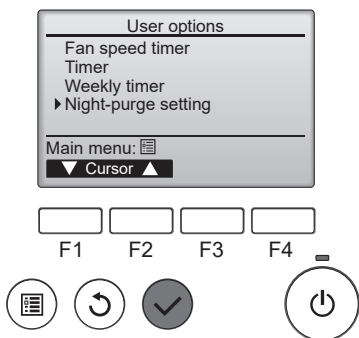 User options
Fan speed timer
Timer
Weekly timer
Night-purge setting
Main menu:
Cursor
F1 F2 F3 F4